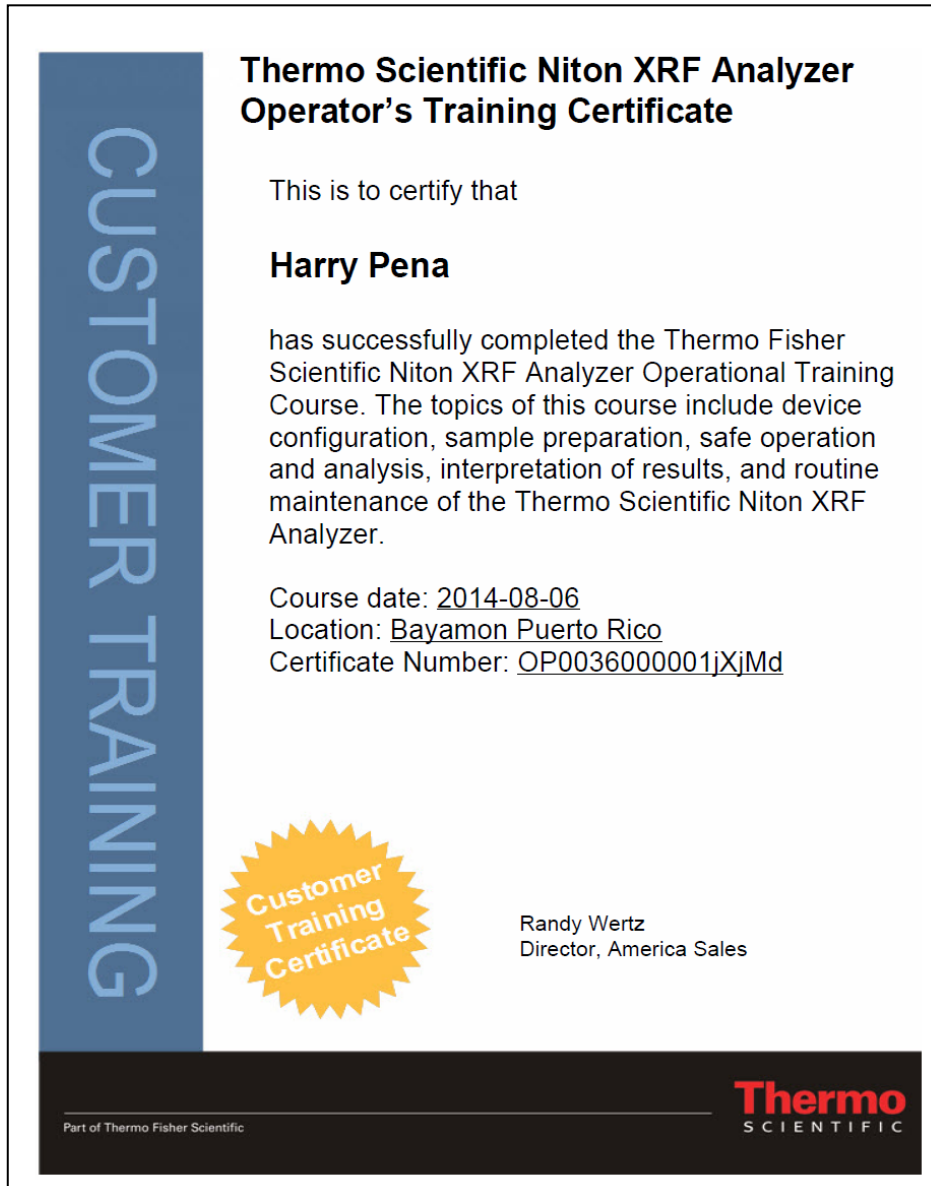 CUSTOMER TRAINING
Thermo Scientific Niton XRF Analyzer
Operator’s Training Certificate
This is to certify that
Harry Pena
has successfully completed the Thermo Fisher
Scientific Niton XRF Analyzer Operational Training
Course. The topics of this course include device
configuration, sample preparation, safe operation
and analysis, interpretation of results, and routine
maintenance of the Thermo Scientific Niton XRF
Analyzer.
Course date: 2014-08-06
Location: Bayamon Puerto Rico
Certificate Number: OP0036000001jXjMd
Customer
Training
Certificate
Randy Wertz
Director, America Sales
Part of Thermo Fisher Scientific
Thermo
SCIENTIFIC